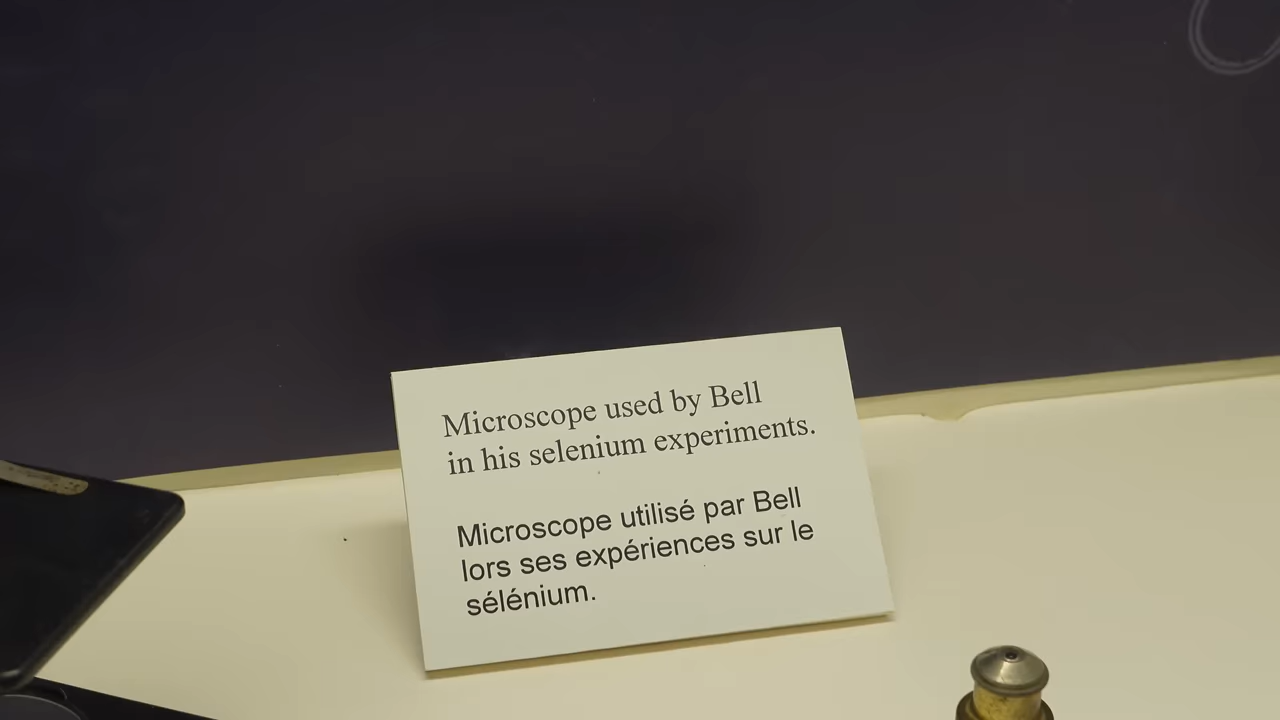 Microscope used by Bell
in his selenium experiments.
Microscope utilisé par Bell
lors ses expériences sur le
sélénium.